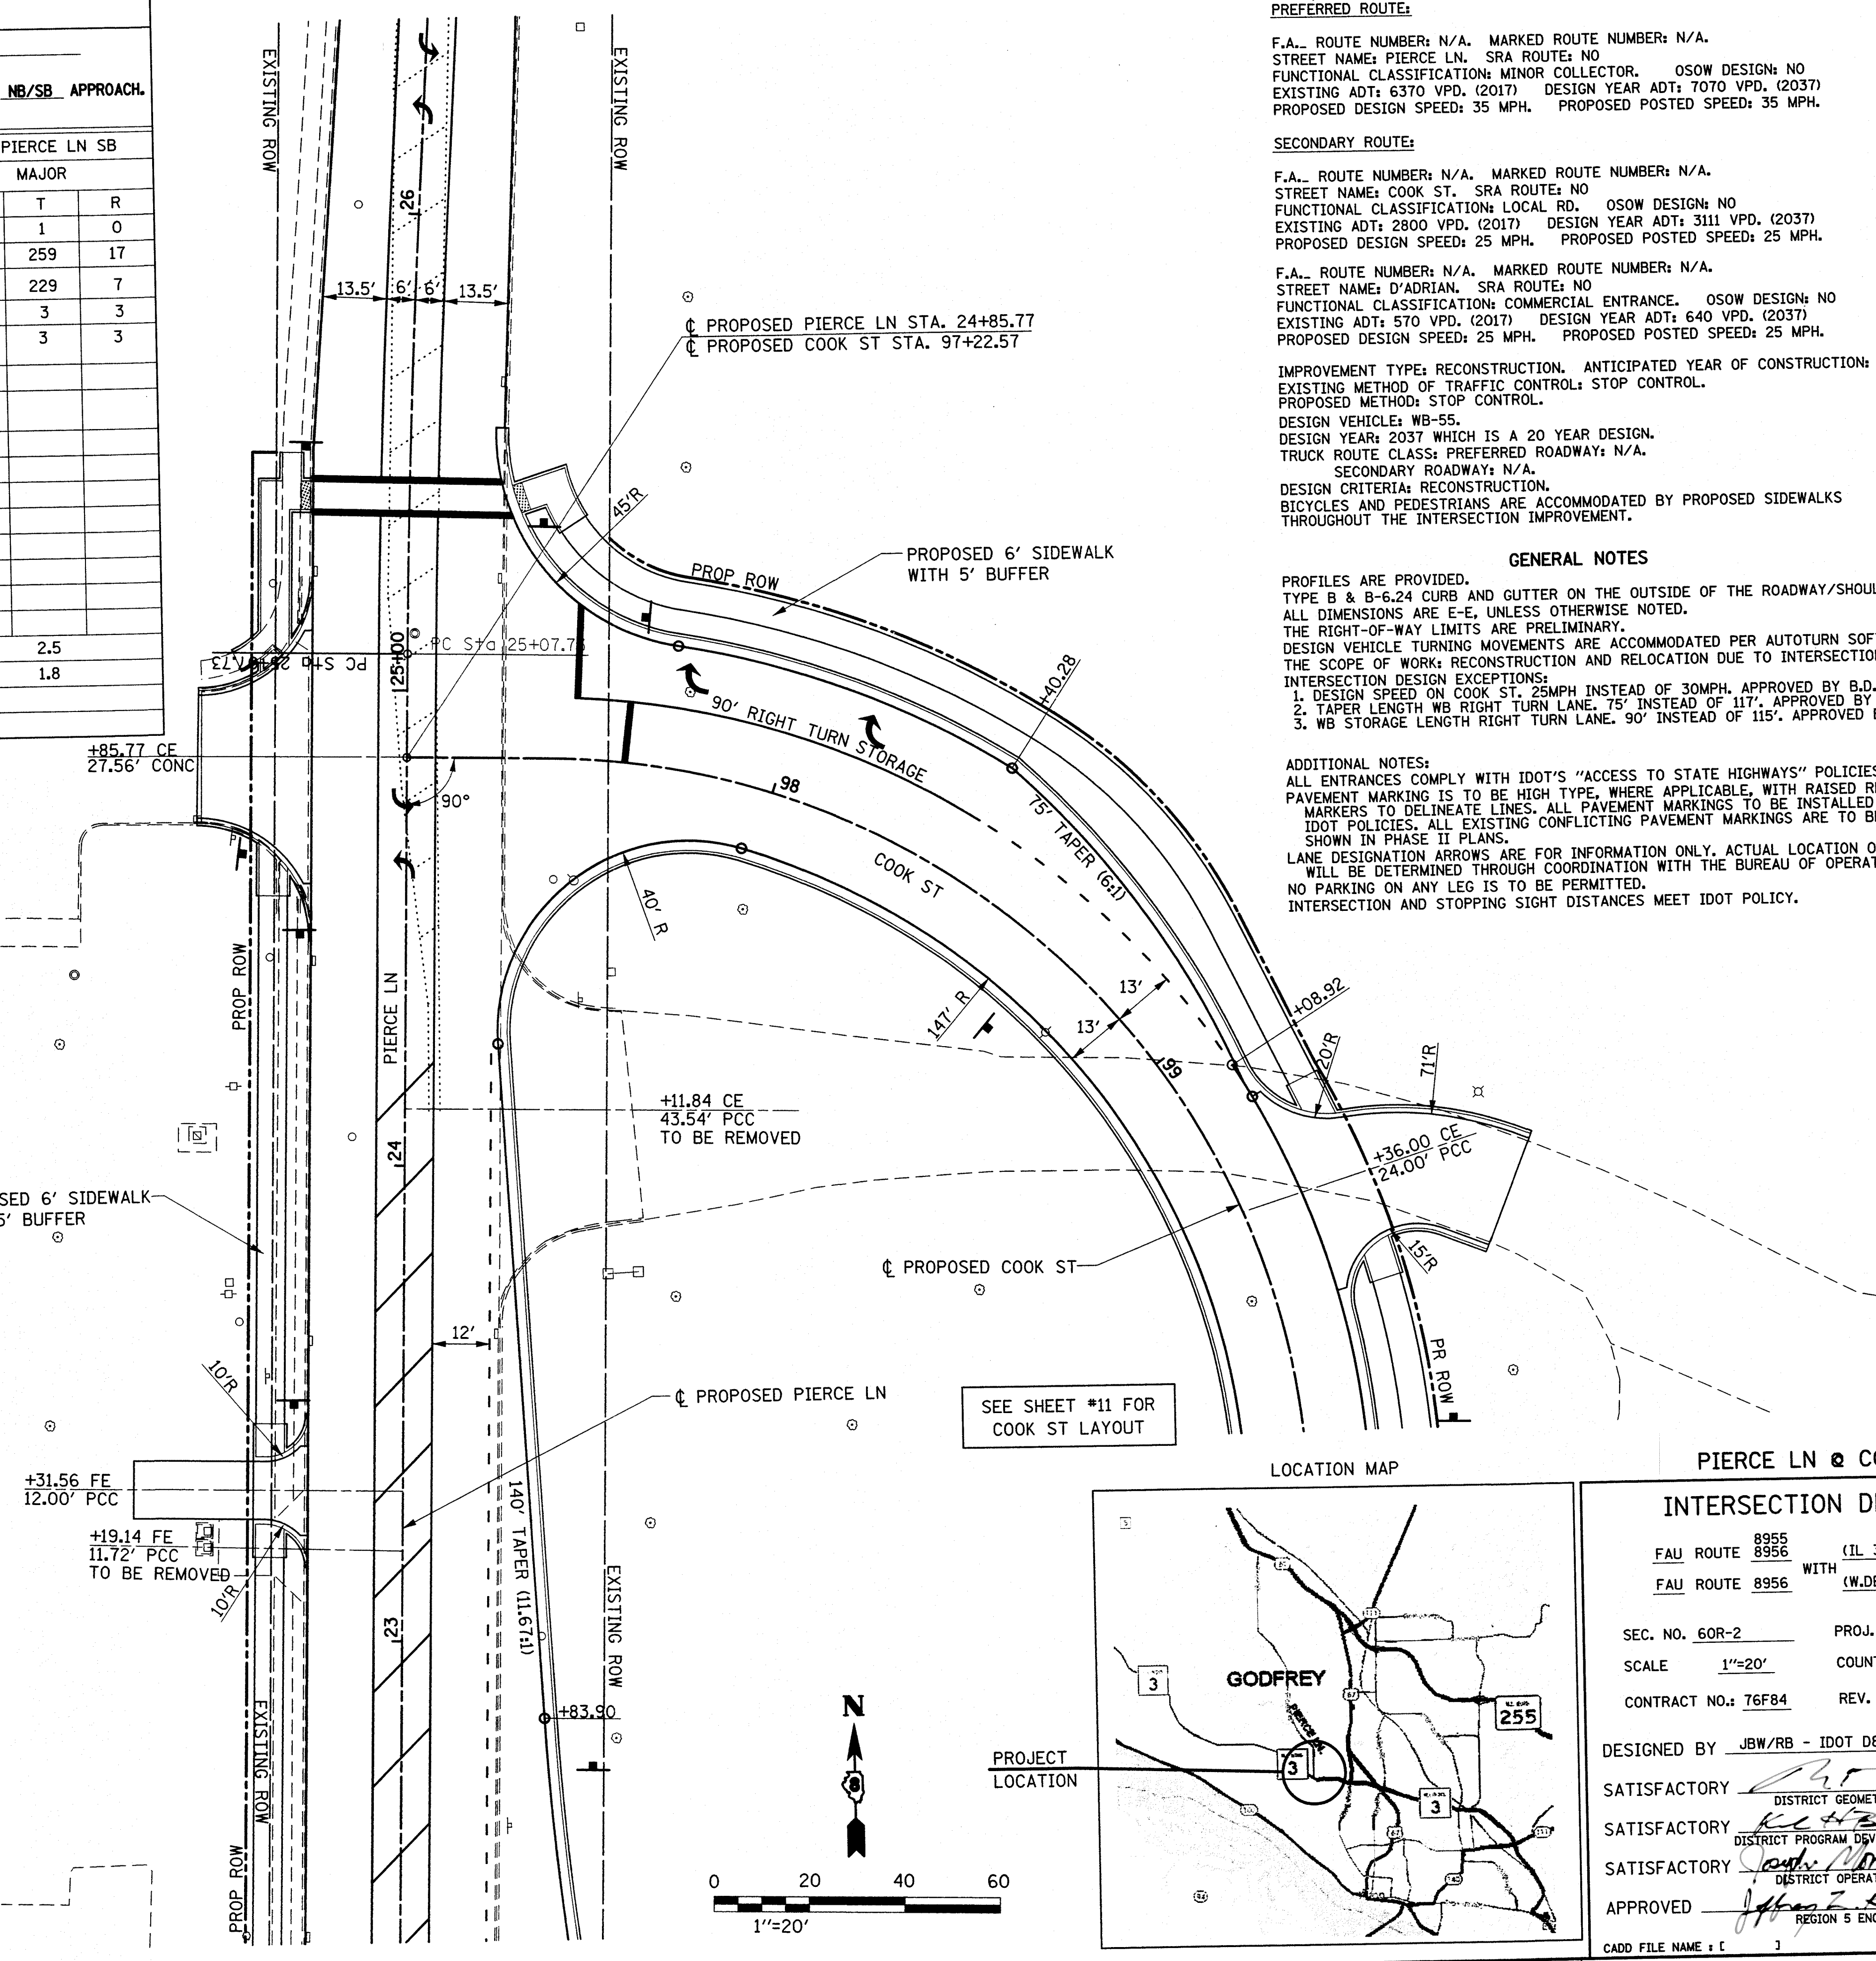 NB/SB APPROACH.
PIERCE LN SB
MAJOR
T R
1 0
259 17
229 7
3 3
3 3
2.5
1.8
EXISTING ROW
EXISTING ROW
26
13.5' 6' 6' 13.5'
℄ PROPOSED PIERCE LN STA. 24+85.77
℄ PROPOSED COOK ST STA. 97+22.57
45'R
PROPOSED 6' SIDEWALK
WITH 5' BUFFER
PROP ROW
25+00
PC Sta 25+07.73
PC Sta 25+07.73
+40.28
90' RIGHT TURN STORAGE
+85.77 CE
27.56' CONC
90°
98
75' TAPER (6:1)
COOK ST
40' R
PROP ROW
PIERCE LN
147' R
13'
13'
+08.92
99
20'R
71'R
+11.84 CE
43.54' PCC
TO BE REMOVED
24
+36.00 CE
24.00' PCC
SED 6' SIDEWALK
5' BUFFER
15'R
℄ PROPOSED COOK ST
12'
PR ROW
10'R
℄ PROPOSED PIERCE LN
SEE SHEET #11 FOR
COOK ST LAYOUT
+31.56 FE
12.00' PCC
+19.14 FE
11.72' PCC
TO BE REMOVED
10'R
140' TAPER (11.67:1)
EXISTING ROW
23
+83.90
EXISTING ROW
PROP ROW
N
8
0 20 40 60
1"=20'
PREFERRED ROUTE:
F.A._ ROUTE NUMBER: N/A. MARKED ROUTE NUMBER: N/A.
STREET NAME: PIERCE LN. SRA ROUTE: NO
FUNCTIONAL CLASSIFICATION: MINOR COLLECTOR. OSOW DESIGN: NO
EXISTING ADT: 6370 VPD. (2017) DESIGN YEAR ADT: 7070 VPD. (2037)
PROPOSED DESIGN SPEED: 35 MPH. PROPOSED POSTED SPEED: 35 MPH.
SECONDARY ROUTE:
F.A._ ROUTE NUMBER: N/A. MARKED ROUTE NUMBER: N/A.
STREET NAME: COOK ST. SRA ROUTE: NO
FUNCTIONAL CLASSIFICATION: LOCAL RD. OSOW DESIGN: NO
EXISTING ADT: 2800 VPD. (2017) DESIGN YEAR ADT: 3111 VPD. (2037)
PROPOSED DESIGN SPEED: 25 MPH. PROPOSED POSTED SPEED: 25 MPH.
F.A._ ROUTE NUMBER: N/A. MARKED ROUTE NUMBER: N/A.
STREET NAME: D'ADRIAN. SRA ROUTE: NO
FUNCTIONAL CLASSIFICATION: COMMERCIAL ENTRANCE. OSOW DESIGN: NO
EXISTING ADT: 570 VPD. (2017) DESIGN YEAR ADT: 640 VPD. (2037)
PROPOSED DESIGN SPEED: 25 MPH. PROPOSED POSTED SPEED: 25 MPH.
IMPROVEMENT TYPE: RECONSTRUCTION. ANTICIPATED YEAR OF CONSTRUCTION:
EXISTING METHOD OF TRAFFIC CONTROL: STOP CONTROL.
PROPOSED METHOD: STOP CONTROL.
DESIGN VEHICLE: WB-55.
DESIGN YEAR: 2037 WHICH IS A 20 YEAR DESIGN.
TRUCK ROUTE CLASS: PREFERRED ROADWAY: N/A.
SECONDARY ROADWAY: N/A.
DESIGN CRITERIA: RECONSTRUCTION.
BICYCLES AND PEDESTRIANS ARE ACCOMMODATED BY PROPOSED SIDEWALKS
THROUGHOUT THE INTERSECTION IMPROVEMENT.
GENERAL NOTES
PROFILES ARE PROVIDED.
TYPE B & B-6.24 CURB AND GUTTER ON THE OUTSIDE OF THE ROADWAY/SHOUL
ALL DIMENSIONS ARE E-E, UNLESS OTHERWISE NOTED.
THE RIGHT-OF-WAY LIMITS ARE PRELIMINARY.
DESIGN VEHICLE TURNING MOVEMENTS ARE ACCOMMODATED PER AUTOTURN SOF
THE SCOPE OF WORK: RECONSTRUCTION AND RELOCATION DUE TO INTERSECTION
INTERSECTION DESIGN EXCEPTIONS:
1. DESIGN SPEED ON COOK ST. 25MPH INSTEAD OF 30MPH. APPROVED BY B.D.
2. TAPER LENGTH WB RIGHT TURN LANE. 75' INSTEAD OF 117'. APPROVED BY
3. WB STORAGE LENGTH RIGHT TURN LANE. 90' INSTEAD OF 115'. APPROVED B
ADDITIONAL NOTES:
ALL ENTRANCES COMPLY WITH IDOT'S "ACCESS TO STATE HIGHWAYS" POLICIES
PAVEMENT MARKING IS TO BE HIGH TYPE, WHERE APPLICABLE, WITH RAISED RE
MARKERS TO DELINEATE LINES. ALL PAVEMENT MARKINGS TO BE INSTALLED
IDOT POLICIES. ALL EXISTING CONFLICTING PAVEMENT MARKINGS ARE TO BE
SHOWN IN PHASE II PLANS.
LANE DESIGNATION ARROWS ARE FOR INFORMATION ONLY. ACTUAL LOCATION O
WILL BE DETERMINED THROUGH COORDINATION WITH THE BUREAU OF OPERAT
NO PARKING ON ANY LEG IS TO BE PERMITTED.
INTERSECTION AND STOPPING SIGHT DISTANCES MEET IDOT POLICY.
LOCATION MAP
GODFREY
PIERCE LN.
3
3
3
255
67
67
PROJECT
LOCATION
PIERCE LN @ CO
INTERSECTION DE
FAU ROUTE 8955
8956
WITH
(IL 3
FAU ROUTE 8956 (W.DE
SEC. NO. 60R-2 PROJ.
SCALE 1"=20' COUNT
CONTRACT NO.: 76F84 REV.
DESIGNED BY JBW/RB - IDOT D8
SATISFACTORY
DISTRICT GEOMET
SATISFACTORY
DISTRICT PROGRAM DEV
SATISFACTORY
DISTRICT OPERAT
APPROVED
REGION 5 ENG
CADD FILE NAME : [ ]